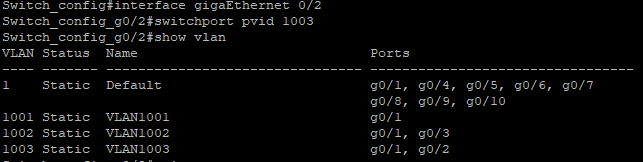 Switch_config#interface gigaEthernet 0/2
Switch_config_g0/2#switchport pvid 1003
Switch_config_g0/2#show vlan
VLAN Status  Name                             Ports
---- ------- -------------------------------- ---------------------------------
1    Static  Default                          g0/1, g0/4, g0/5, g0/6, g0/7
                                              g0/8, g0/9, g0/10
1001 Static  VLAN1001                         g0/1
1002 Static  VLAN1002                         g0/1, g0/3
1003 Static  VLAN1003                         g0/1, g0/2